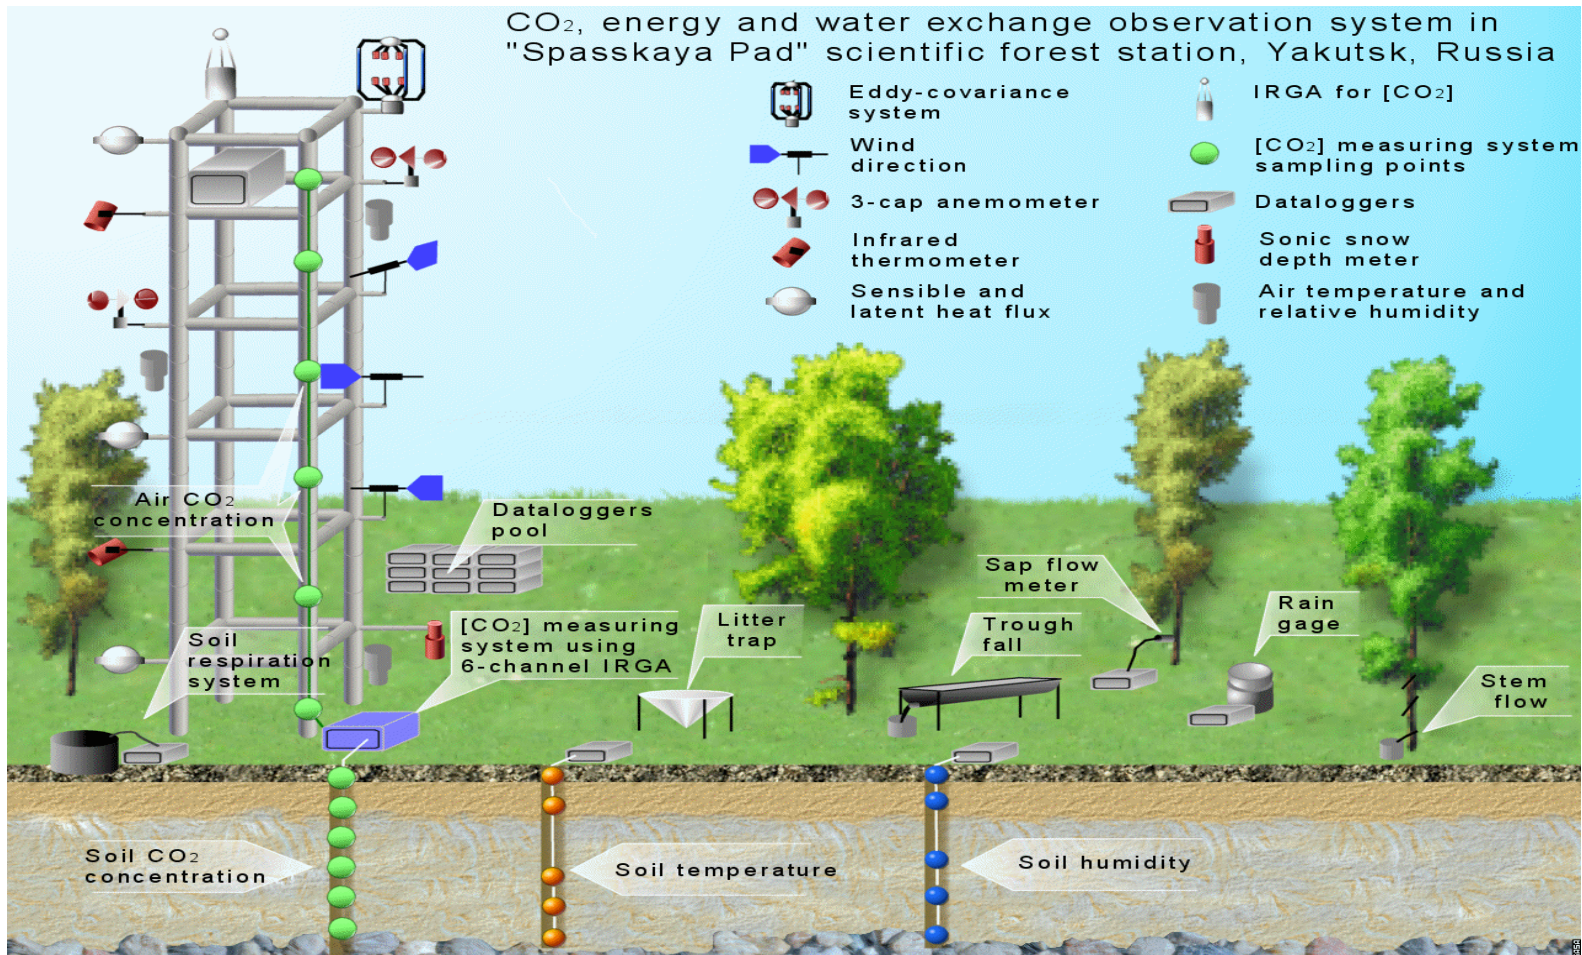 CO₂, energy and water exchange observation system in
"Spasskaya Pad" scientific forest station, Yakutsk, Russia
Eddy-covariance
system
Wind
direction
3-cap anemometer
Infrared
thermometer
Sensible and
latent heat flux
IRGA for [CO₂]
[CO₂] measuring system
sampling points
Dataloggers
Sonic snow
depth meter
Air temperature and
relative humidity
Air CO₂
concentration
Dataloggers
pool
Soil
respiration
system
[CO₂] measuring
system using
6-channel IRGA
Litter
trap
Trough
fall
Sap flow
meter
Rain
gage
Stem
flow
Soil CO₂
concentration
Soil temperature
Soil humidity